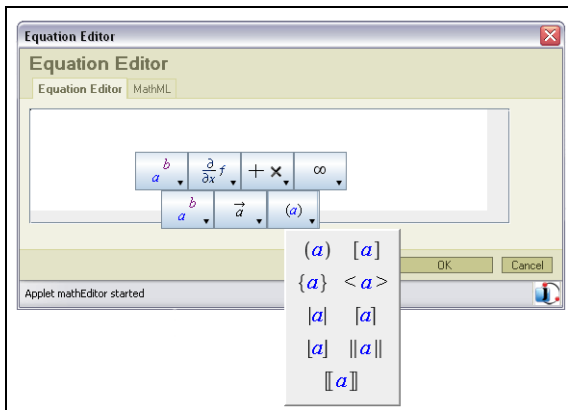 Equation Editor
Equation Editor
Equation Editor MathML
a^b ∂/∂x f + × ∞
a^b a⃗ (a)
(a) [a]
{a} <a>
|a| ⌈a⌉
⌊a⌋ ‖a‖
⟦a⟧
OK Cancel
Applet mathEditor started